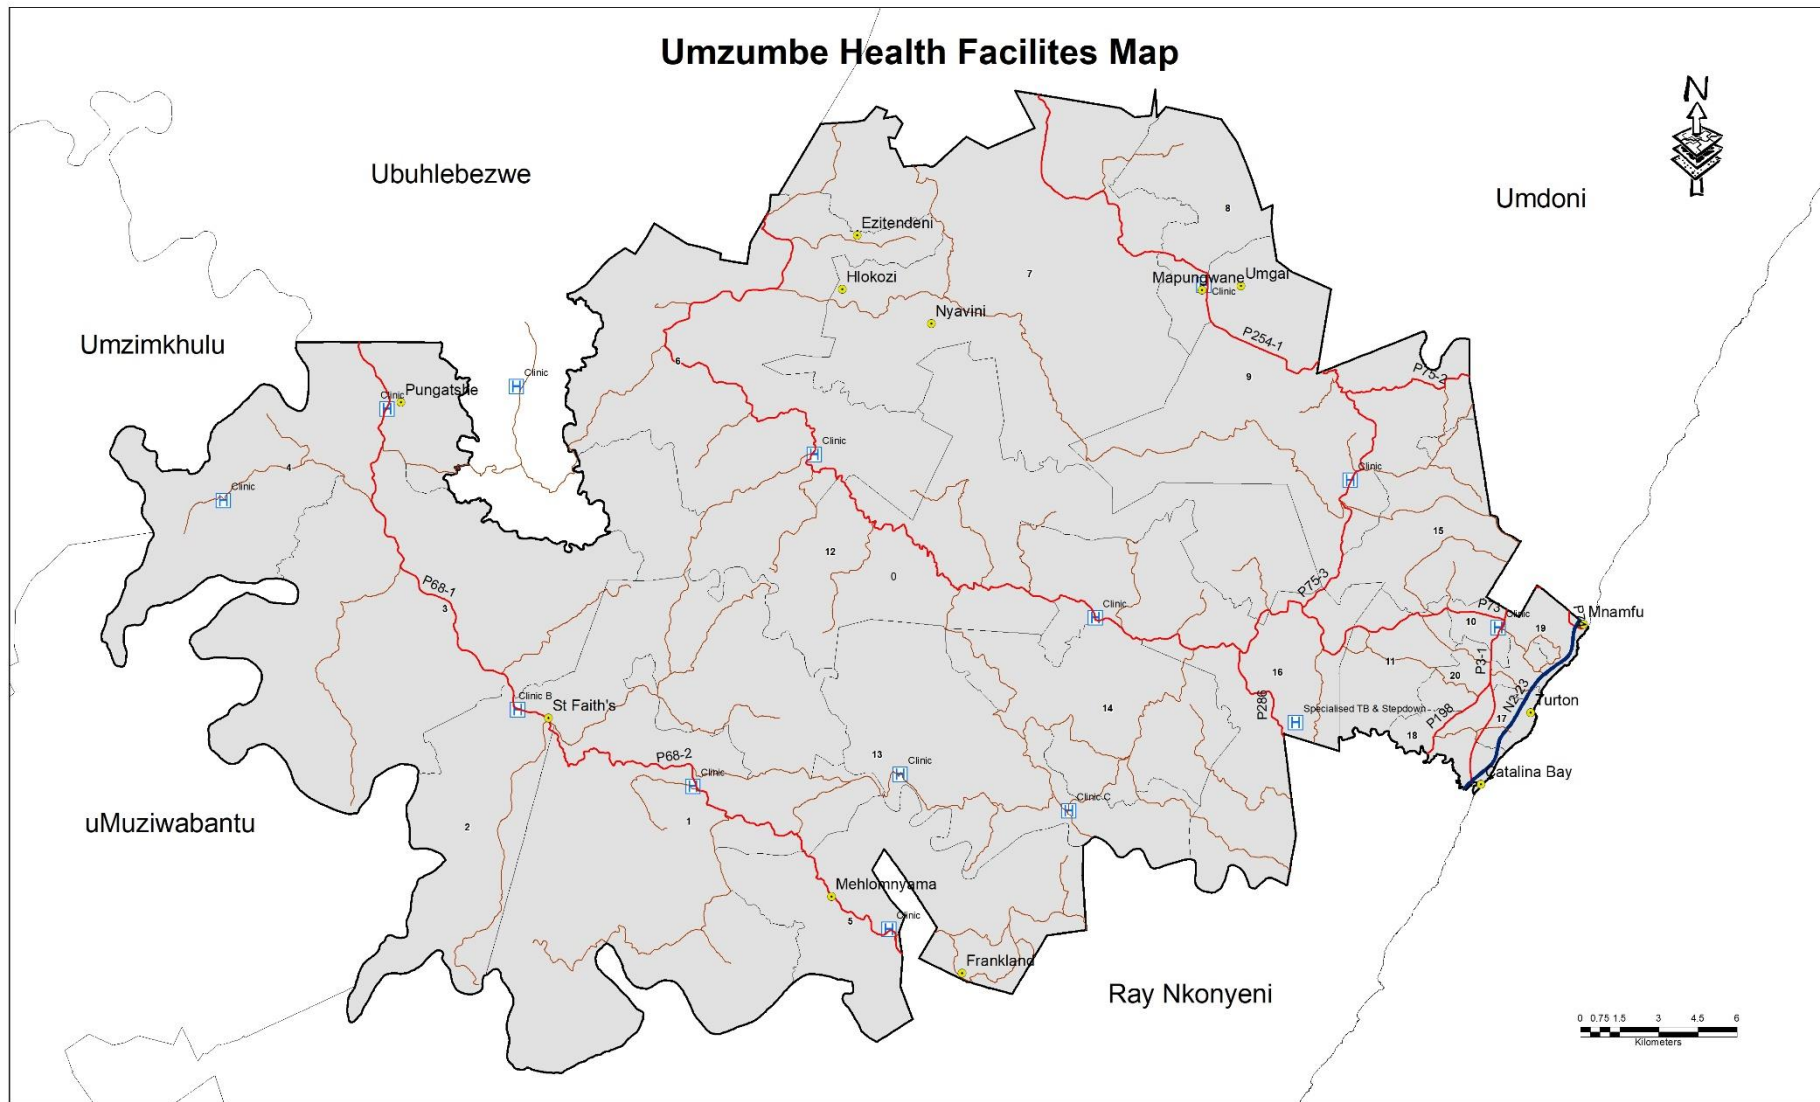 Umzumbe Health Facilites Map
N
Ubuhlebezwe
Umdoni
8
Ezitendeni
7
Hlokozi
Mapungwane
Umgai
Clinic
Nyavini
Umzimkhulu
P254-1
6
9
P75-2
Clinic
Pungatshe
Clinic
Clinic
4
Clinic
Clinic
15
12
0
P68-1
3
P75-3
Clinic
P73
Clinic
10
19
Mnamfu
11
P3-1
20
16
Clinic B
St Faith's
14
P286
Specialised TB & Stepdown
N2-23
Turton
P198
17
18
P68-2
13
Clinic
Catalina Bay
Clinic
Clinic C
uMuziwabantu
2
1
Mehlomnyama
5
Clinic
Frankland
Ray Nkonyeni
0 0.75 1.5 3 4.5 6
Kilometers